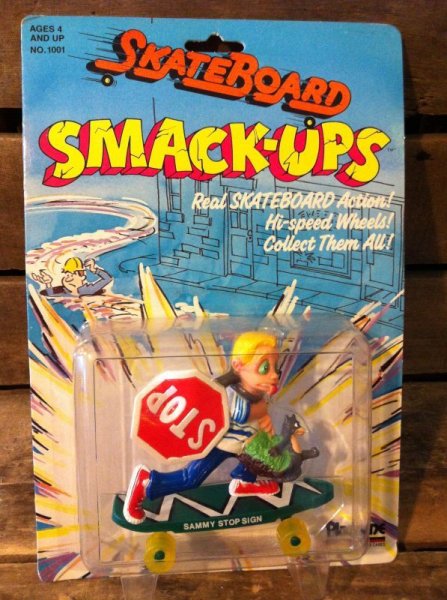 AGES 4
AND UP
NO. 1001
SKATEBOARD
SMACK-UPS
Real SKATEBOARD Action!
Hi-speed Wheels!
Collect Them All!
STOP
SAMMY STOP SIGN